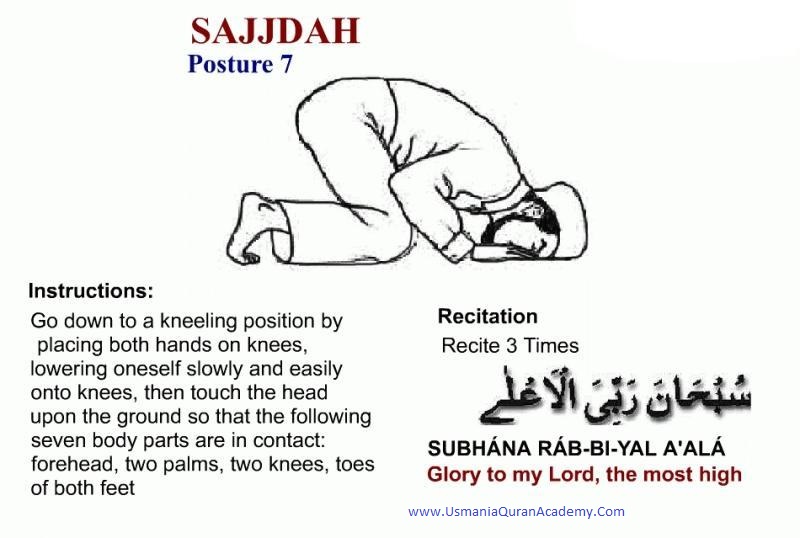 SAJJDAH
Posture 7
Instructions:
Go down to a kneeling position by
placing both hands on knees,
lowering oneself slowly and easily
onto knees, then touch the head
upon the ground so that the following
seven body parts are in contact:
forehead, two palms, two knees, toes
of both feet
Recitation
Recite 3 Times
سُبْحَانَ رَبِّیَ الْاَعْلٰے
SUBHÁNA RÁB-BI-YAL A'ALÁ
Glory to my Lord, the most high
www.UsmaniaQuranAcademy.Com